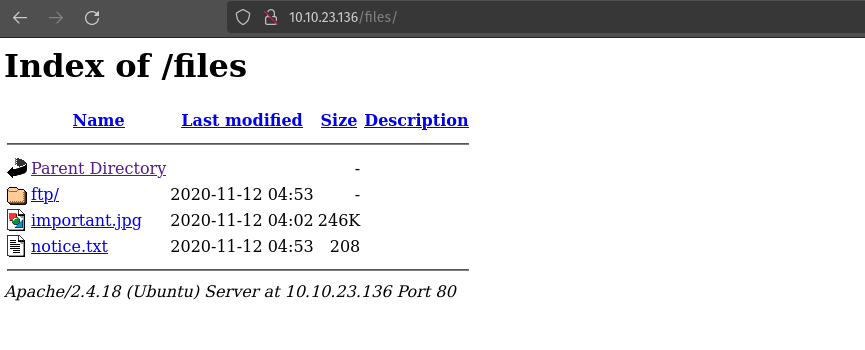 10.10.23.136/files/
Index of /files
Name Last modified Size Description
Parent Directory -
ftp/ 2020-11-12 04:53 -
important.jpg 2020-11-12 04:02 246K
notice.txt 2020-11-12 04:53 208
Apache/2.4.18 (Ubuntu) Server at 10.10.23.136 Port 80